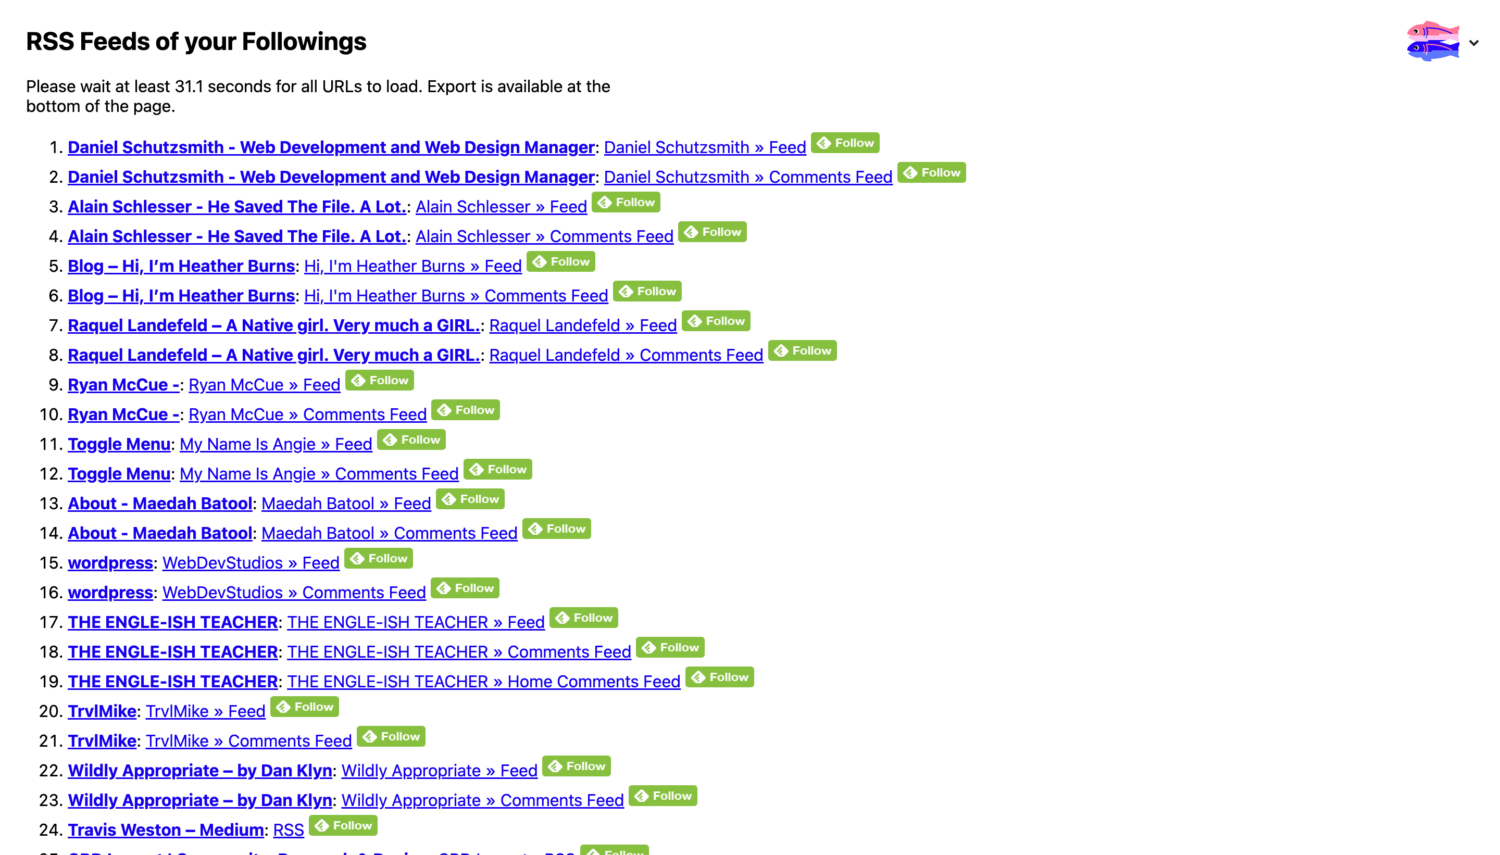 RSS Feeds of your Followings
Please wait at least 31.1 seconds for all URLs to load. Export is available at the
bottom of the page.
1. Daniel Schutzsmith - Web Development and Web Design Manager: Daniel Schutzsmith » Feed Follow
2. Daniel Schutzsmith - Web Development and Web Design Manager: Daniel Schutzsmith » Comments Feed Follow
3. Alain Schlesser - He Saved The File. A Lot.: Alain Schlesser » Feed Follow
4. Alain Schlesser - He Saved The File. A Lot.: Alain Schlesser » Comments Feed Follow
5. Blog – Hi, I’m Heather Burns: Hi, I'm Heather Burns » Feed Follow
6. Blog – Hi, I’m Heather Burns: Hi, I'm Heather Burns » Comments Feed Follow
7. Raquel Landefeld – A Native girl. Very much a GIRL.: Raquel Landefeld » Feed Follow
8. Raquel Landefeld – A Native girl. Very much a GIRL.: Raquel Landefeld » Comments Feed Follow
9. Ryan McCue -: Ryan McCue » Feed Follow
10. Ryan McCue -: Ryan McCue » Comments Feed Follow
11. Toggle Menu: My Name Is Angie » Feed Follow
12. Toggle Menu: My Name Is Angie » Comments Feed Follow
13. About - Maedah Batool: Maedah Batool » Feed Follow
14. About - Maedah Batool: Maedah Batool » Comments Feed Follow
15. wordpress: WebDevStudios » Feed Follow
16. wordpress: WebDevStudios » Comments Feed Follow
17. THE ENGLE-ISH TEACHER: THE ENGLE-ISH TEACHER » Feed Follow
18. THE ENGLE-ISH TEACHER: THE ENGLE-ISH TEACHER » Comments Feed Follow
19. THE ENGLE-ISH TEACHER: THE ENGLE-ISH TEACHER » Home Comments Feed Follow
20. TrvlMike: TrvlMike » Feed Follow
21. TrvlMike: TrvlMike » Comments Feed Follow
22. Wildly Appropriate – by Dan Klyn: Wildly Appropriate » Feed Follow
23. Wildly Appropriate – by Dan Klyn: Wildly Appropriate » Comments Feed Follow
24. Travis Weston – Medium: RSS Follow